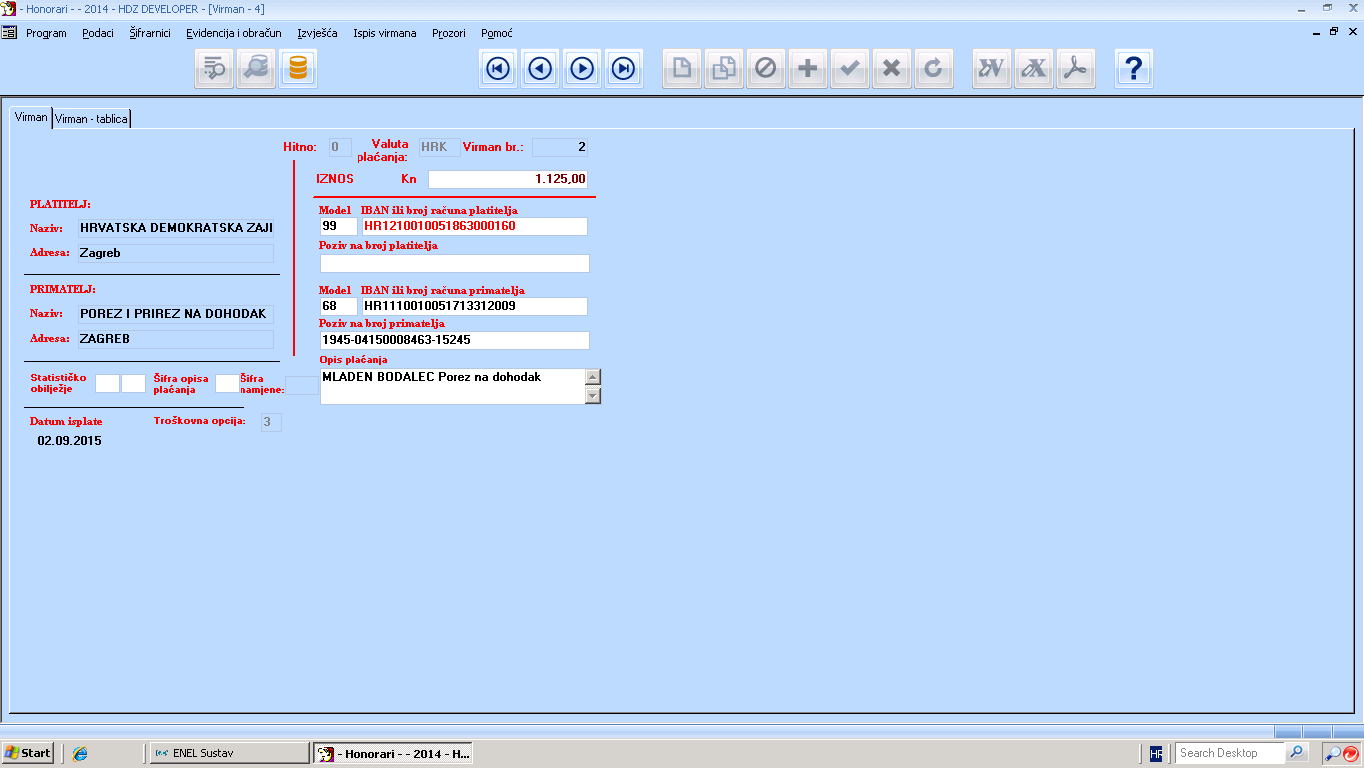 - Honorari - - 2014 - HDZ DEVELOPER - [Virman - 4]
Program Podaci Šifrarnici Evidencija i obračun Izvješća Ispis virmana Prozori Pomoć
Virman Virman - tablica
Hitno: 0 Valuta plaćanja: HRK Virman br.: 2
IZNOS Kn 1.125,00
PLATITELJ:
Naziv: HRVATSKA DEMOKRATSKA ZAJI
Adresa: Zagreb
Model IBAN ili broj računa platitelja
99 HR1210010051863000160
Poziv na broj platitelja
PRIMATELJ:
Naziv: POREZ I PRIREZ NA DOHODAK
Adresa: ZAGREB
Model IBAN ili broj računa primatelja
68 HR1110010051713312009
Poziv na broj primatelja
1945-04150008463-15245
Opis plaćanja
MLADEN BODALEC Porez na dohodak
Statističko obilježje Šifra opisa plaćanja Šifra namjene:
Datum isplate Troškovna opcija: 3
02.09.2015
Start ENEL Sustav - Honorari - - 2014 - H... HR Search Desktop